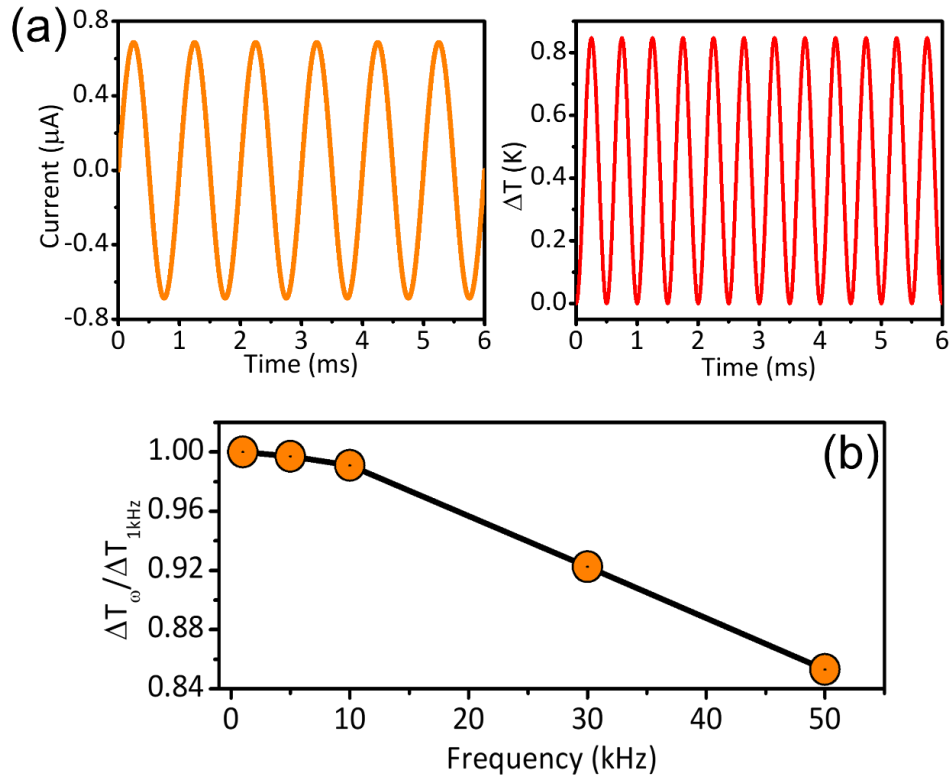 (a)
Current (μA)
0.8
0.4
0.0
-0.4
-0.8
0 1 2 3 4 5 6
Time (ms)
ΔT (K)
0.8
0.6
0.4
0.2
0.0
0 1 2 3 4 5 6
Time (ms)
(b)
ΔTω/ΔT1kHz
1.00
0.96
0.92
0.88
0.84
0 10 20 30 40 50
Frequency (kHz)